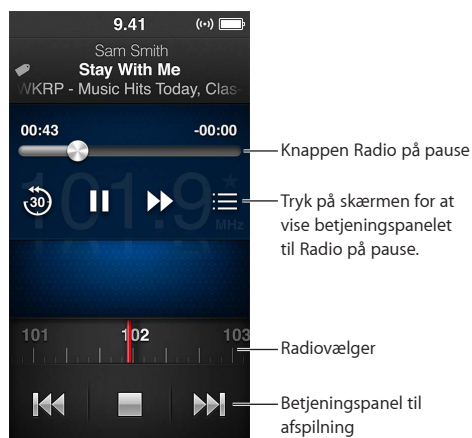 9.41
Sam Smith
Stay With Me
WKRP - Music Hits Today, Clas
00:43
-00:00
Knappen Radio på pause
30
101.9
MHz
Tryk på skærmen for at
vise betjeningspanelet
til Radio på pause.
101
102
103
Radiovælger
Betjeningspanel til
afspilning